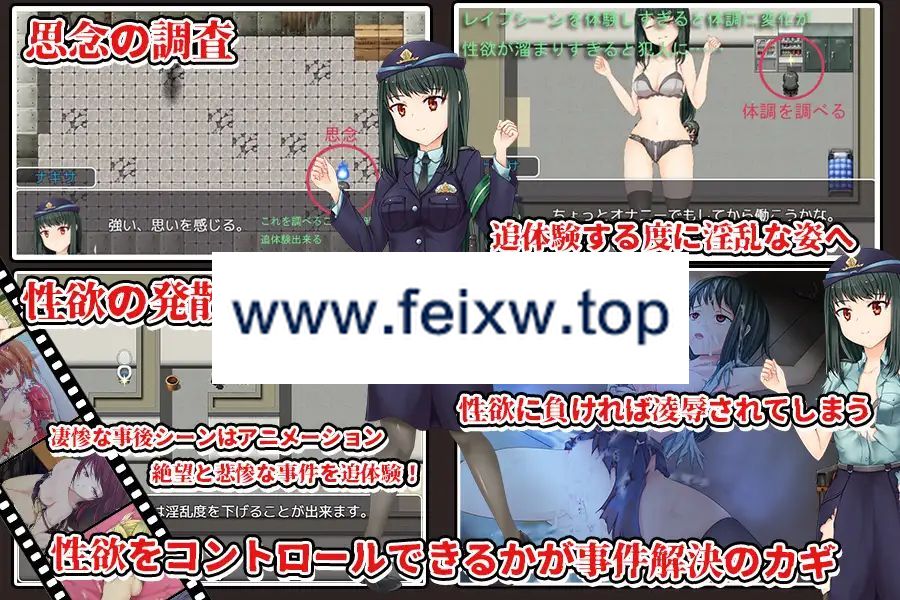 思念の調査
レイプシーンを体験しすぎると体調に変化が
性欲が溜まりすぎると犯人に…
体調を調べる
思念
ナギサ
強い、思いを感じる。
追体験出来る
ちょっとオナニーでもしてから働こうかな。
追体験する度に淫乱な姿へ
性欲の発散
www.feixw.top
性欲に負ければ凌辱されてしまう
凄惨な事後シーンはアニメーション
絶望と悲惨な事件を追体験!
は淫乱度を下げることが出来ます。
性欲をコントロールできるかが事件解決のカギ